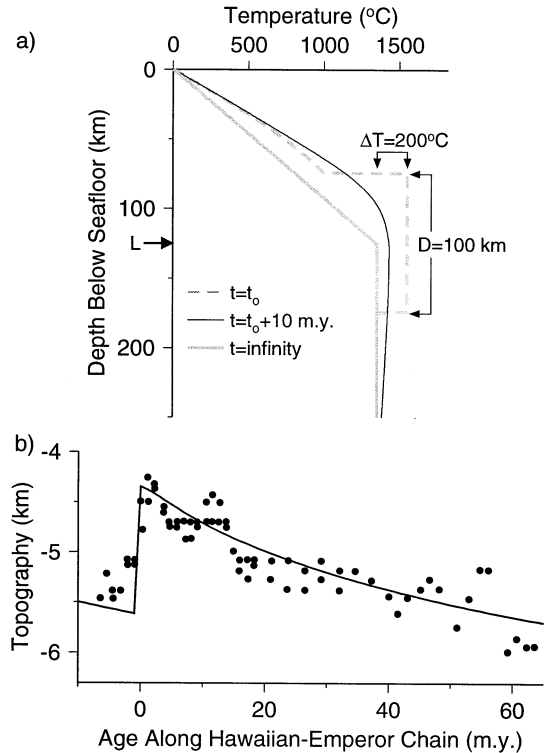 Temperature (°C)
a)
0 500 1000 1500
0
ΔT=200°C
100
L
D=100 km
Depth Below Seafloor (km)
t=to
t=to+10 m.y.
t=infinity
200
b)
-4
-5
-6
Topography (km)
0 20 40 60
Age Along Hawaiian-Emperor Chain (m.y.)